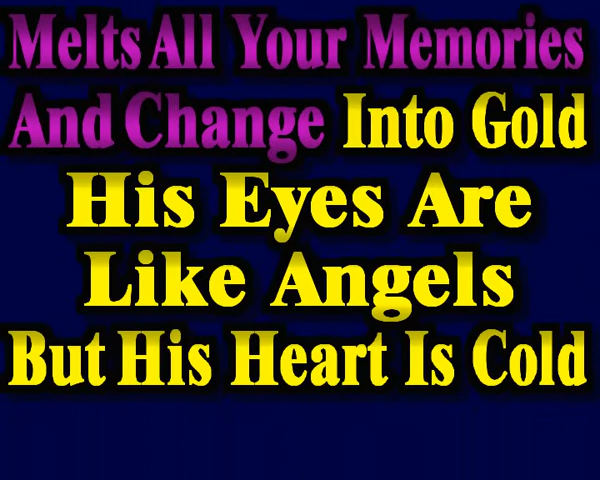 Melts All Your Memories
And Change Into Gold
His Eyes Are
Like Angels
But His Heart Is Cold